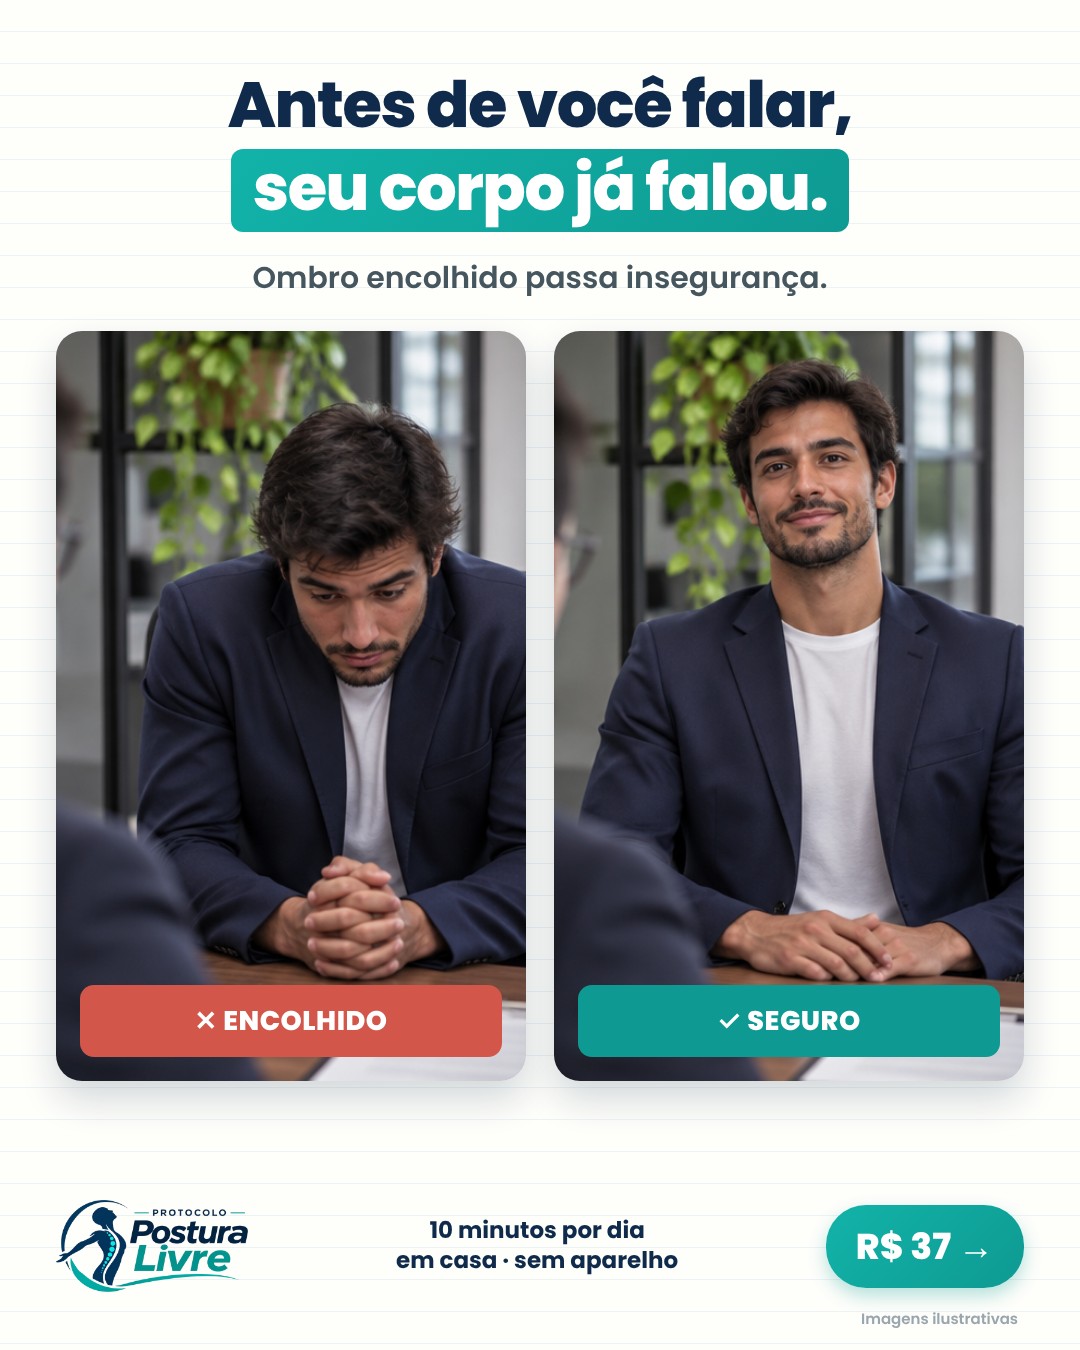 Antes de você falar,
seu corpo já falou.
Ombro encolhido passa insegurança.
✕ ENCOLHIDO
✓ SEGURO
PROTOCOLO
Postura
Livre
10 minutos por dia
em casa · sem aparelho
R$ 37 →
Imagens ilustrativas